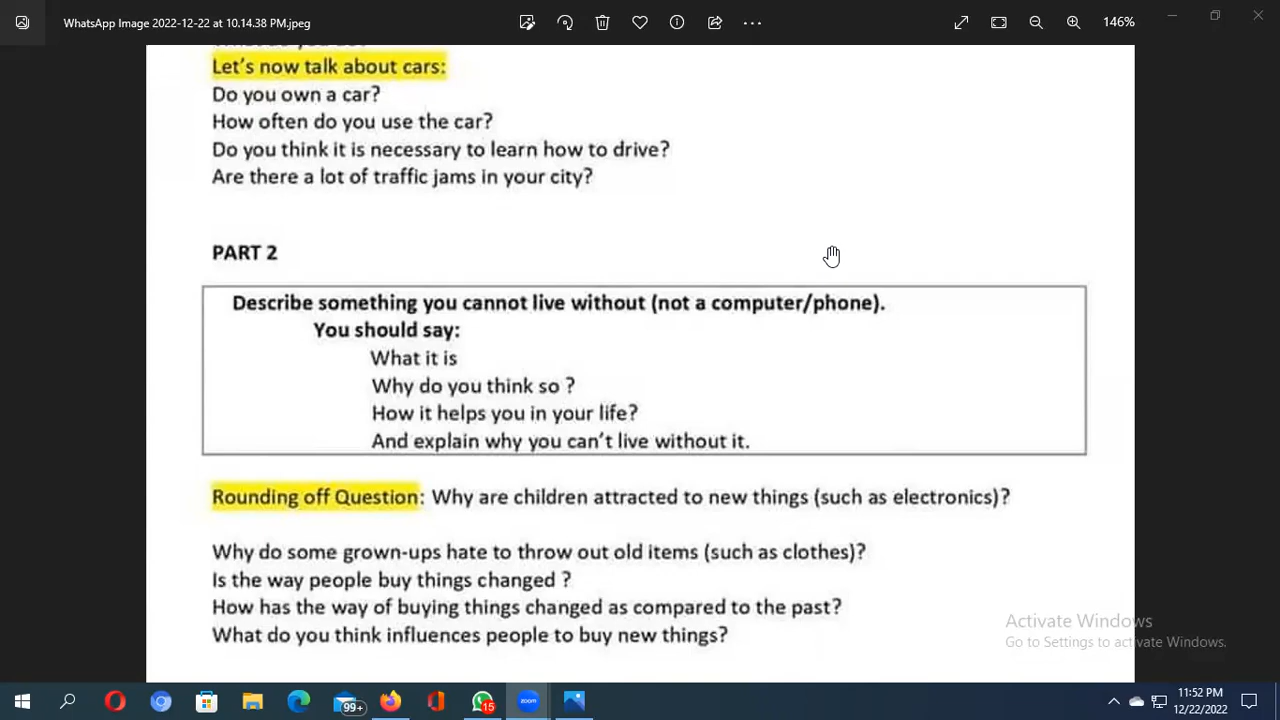 WhatsApp Image 2022-12-22 at 10.14.38 PM.jpeg
146%
Let's now talk about cars:
Do you own a car?
How often do you use the car?
Do you think it is necessary to learn how to drive?
Are there a lot of traffic jams in your city?
PART 2
Describe something you cannot live without (not a computer/phone).
You should say:
What it is
Why do you think so ?
How it helps you in your life?
And explain why you can't live without it.
Rounding off Question: Why are children attracted to new things (such as electronics)?
Why do some grown-ups hate to throw out old items (such as clothes)?
Is the way people buy things changed ?
How has the way of buying things changed as compared to the past?
What do you think influences people to buy new things?
Activate Windows
Go to Settings to activate Windows.
99+
15
zoom
11:52 PM
12/22/2022